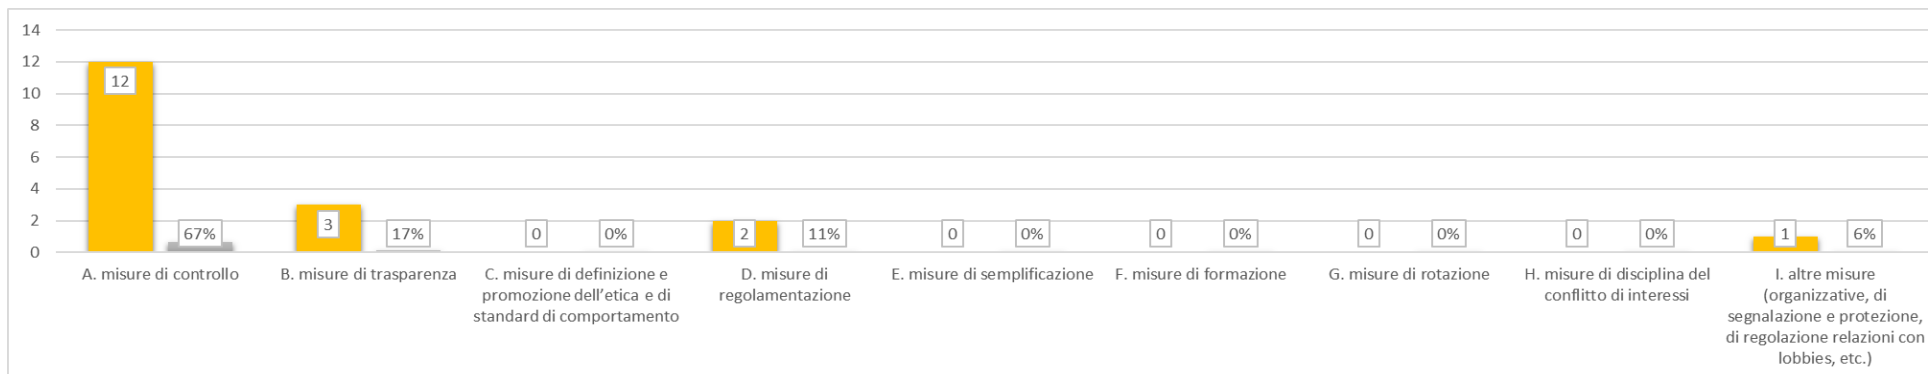 14
12
10
8
6
4
2
0
12
67%
3
17%
0
0%
2
11%
0
0%
0
0%
0
0%
0
0%
1
6%
A. misure di controllo
B. misure di trasparenza
C. misure di definizione e
promozione dell’etica e di
standard di comportamento
D. misure di
regolamentazione
E. misure di semplificazione
F. misure di formazione
G. misure di rotazione
H. misure di disciplina del
conflitto di interessi
I. altre misure
(organizzative, di
segnalazione e protezione,
di regolazione relazioni con
lobbies, etc.)